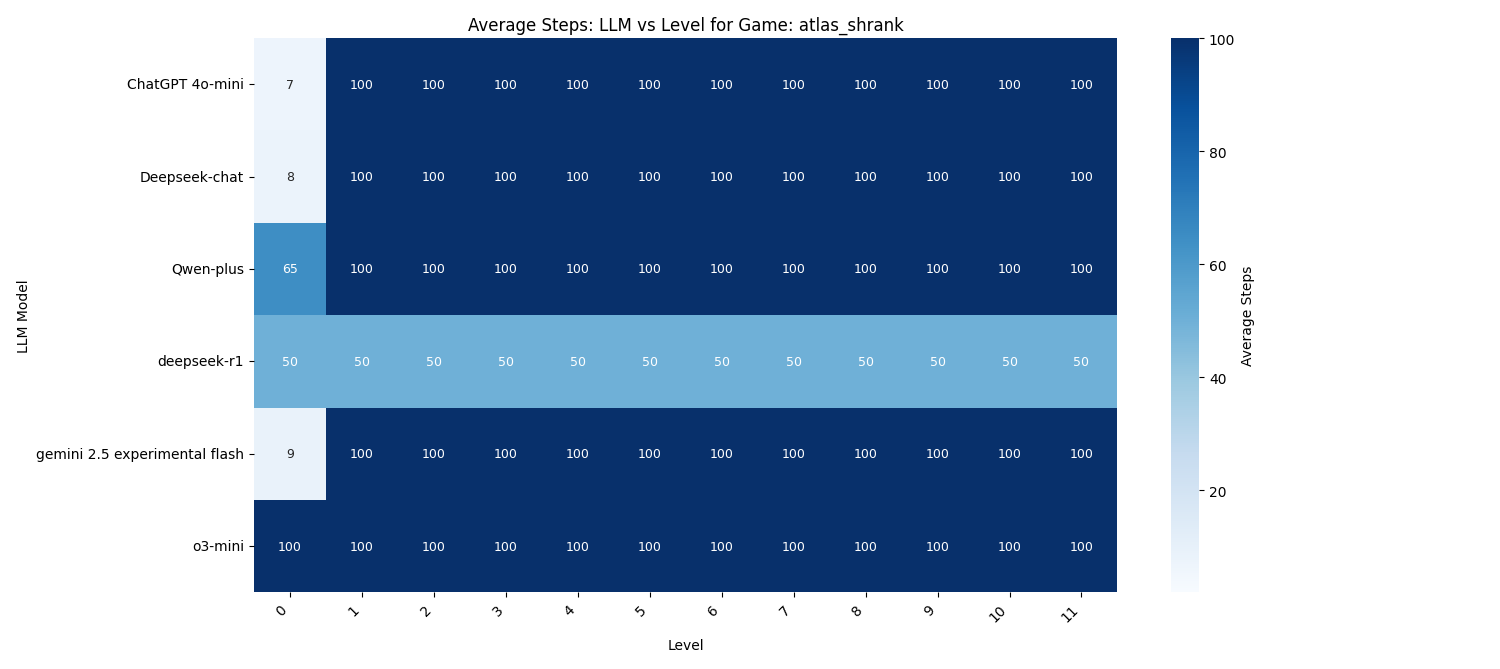 Average Steps: LLM vs Level for Game: atlas_shrank
ChatGPT 4o-mini 7 100 100 100 100 100 100 100 100 100 100 100
Deepseek-chat 8 100 100 100 100 100 100 100 100 100 100 100
Qwen-plus 65 100 100 100 100 100 100 100 100 100 100 100
deepseek-r1 50 50 50 50 50 50 50 50 50 50 50 50
gemini 2.5 experimental flash 9 100 100 100 100 100 100 100 100 100 100 100
o3-mini 100 100 100 100 100 100 100 100 100 100 100 100
0 1 2 3 4 5 6 7 8 9 10 11
Level
LLM Model
100
80
60
40
20
Average Steps